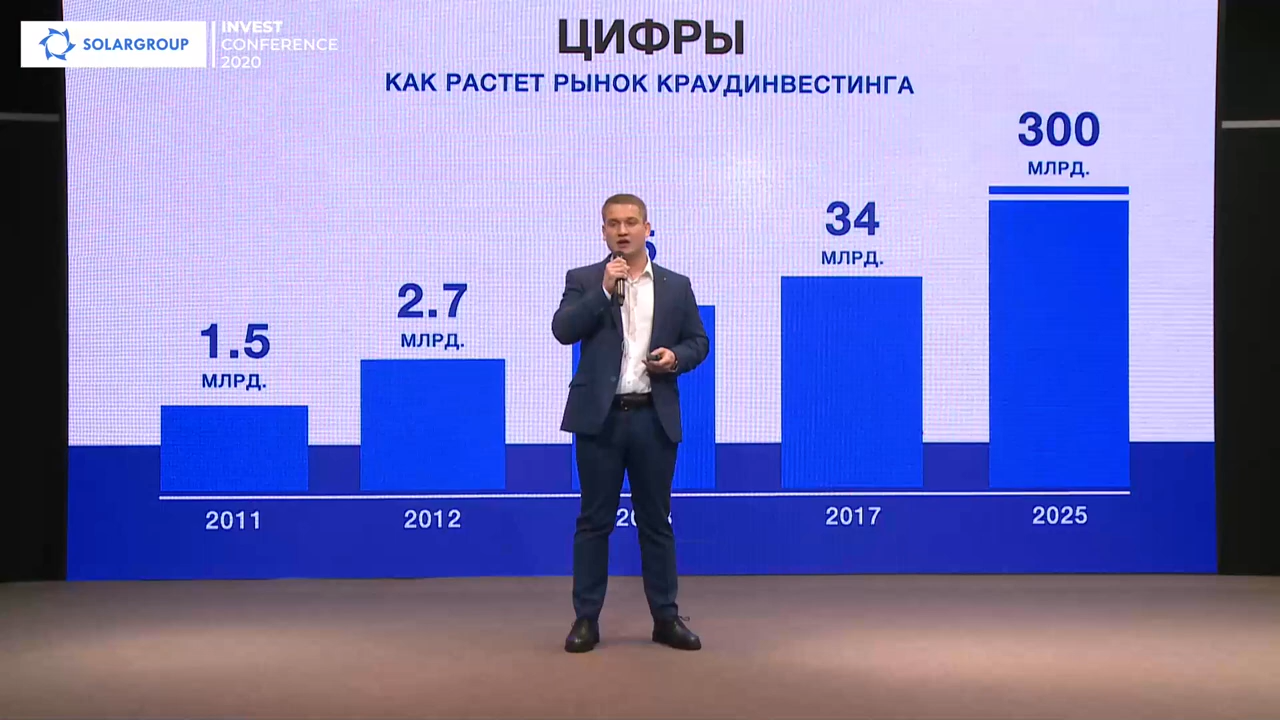 SOLARGROUP
INVEST
CONFERENCE
2020
ЦИФРЫ
КАК РАСТЕТ РЫНОК КРАУДИНВЕСТИНГА
300
МЛРД.
34
МЛРД.
2.7
МЛРД.
1.5
МЛРД.
2011
2012
2017
2025